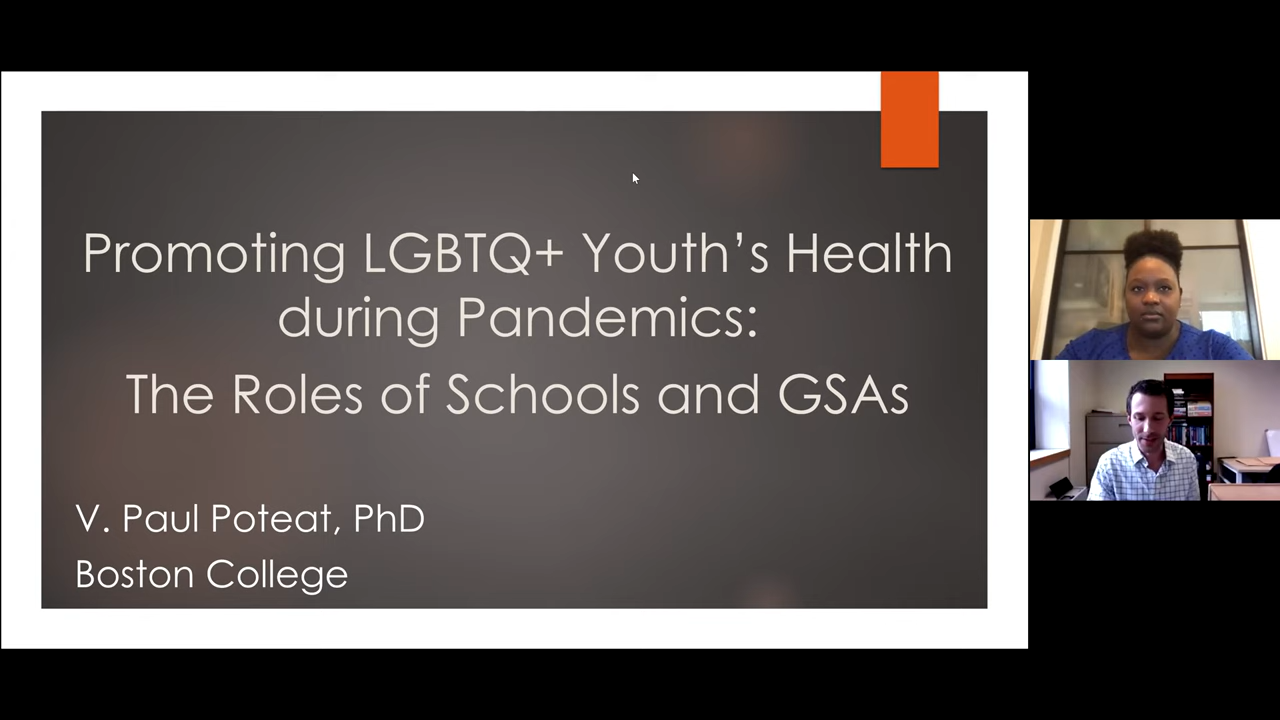 Promoting LGBTQ+ Youth’s Health
during Pandemics:
The Roles of Schools and GSAs
V. Paul Poteat, PhD
Boston College